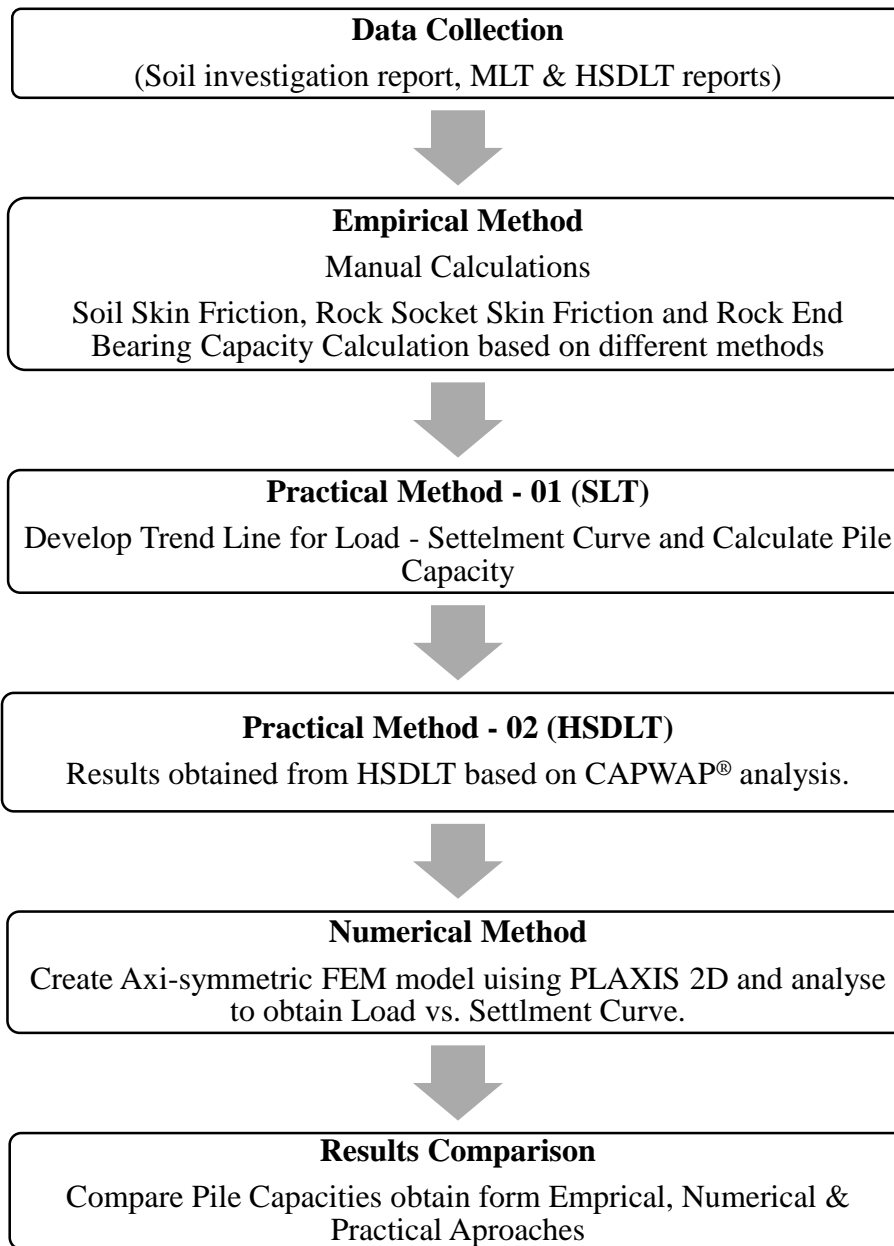 Data Collection
(Soil investigation report, MLT & HSDLT reports)
Empirical Method
Manual Calculations
Soil Skin Friction, Rock Socket Skin Friction and Rock End
Bearing Capacity Calculation based on different methods
Practical Method - 01 (SLT)
Develop Trend Line for Load - Settelment Curve and Calculate Pile
Capacity
Practical Method - 02 (HSDLT)
Results obtained from HSDLT based on CAPWAP® analysis.
Numerical Method
Create Axi-symmetric FEM model uising PLAXIS 2D and analyse
to obtain Load vs. Settlment Curve.
Results Comparison
Compare Pile Capacities obtain form Emprical, Numerical &
Practical Aproaches